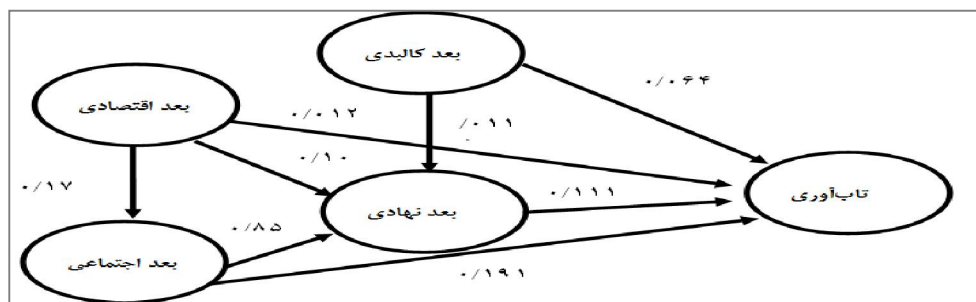 بعد کالبدی
۰/۰۶۴
بعد اقتصادی
۰/۰۱۲
/۰۱۱
۰/۱۰
۰/۱۷
۰/۱۱۱
تاب‌آوری
بعد نهادی
۰/۸۵
بعد اجتماعی
۰/۱۹۱